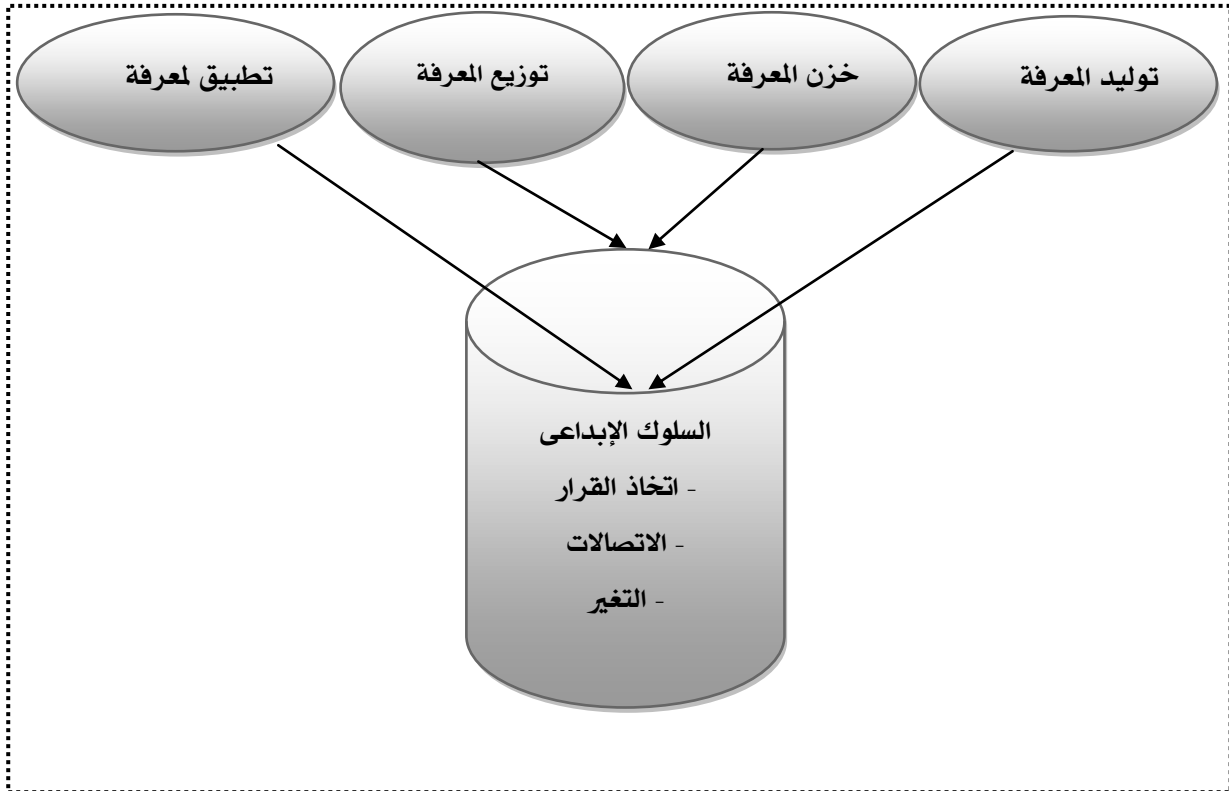 توليد المعرفة
خزن المعرفة
توزيع المعرفة
تطبيق لمعرفة
السلوك الإبداعى
- اتخاذ القرار
- الاتصالات
- التغير